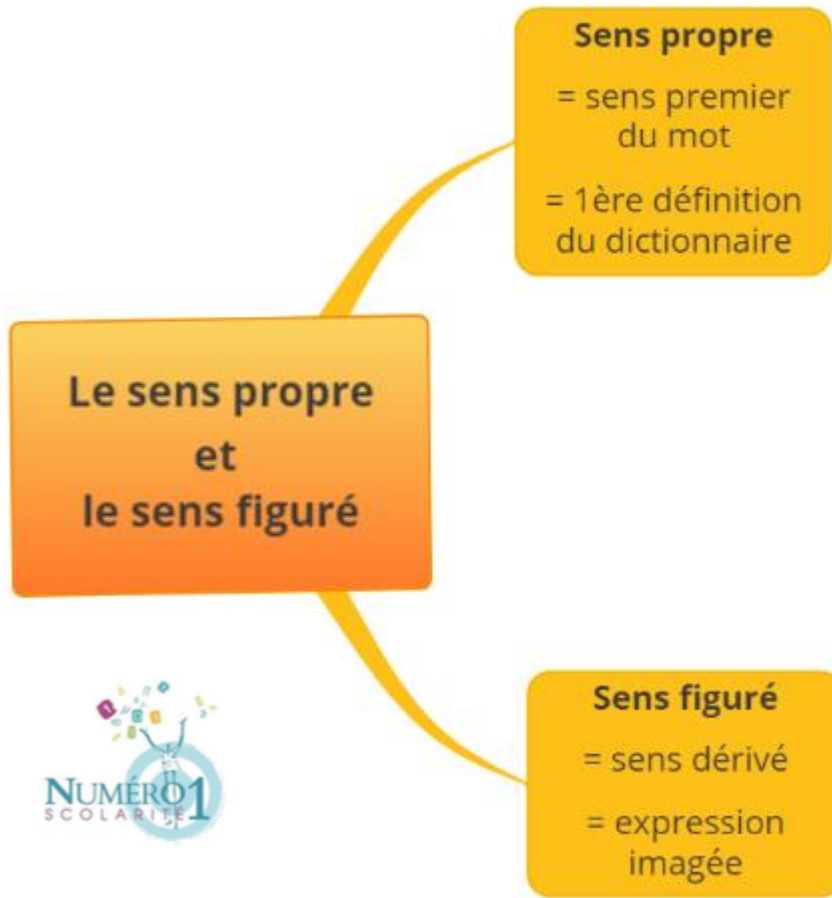 Sens propre
= sens premier
du mot
= 1ère définition
du dictionnaire
Le sens propre
et
le sens figuré
Sens figuré
= sens dérivé
= expression
imagée
NUMÉRO1
SCOLARITÉ